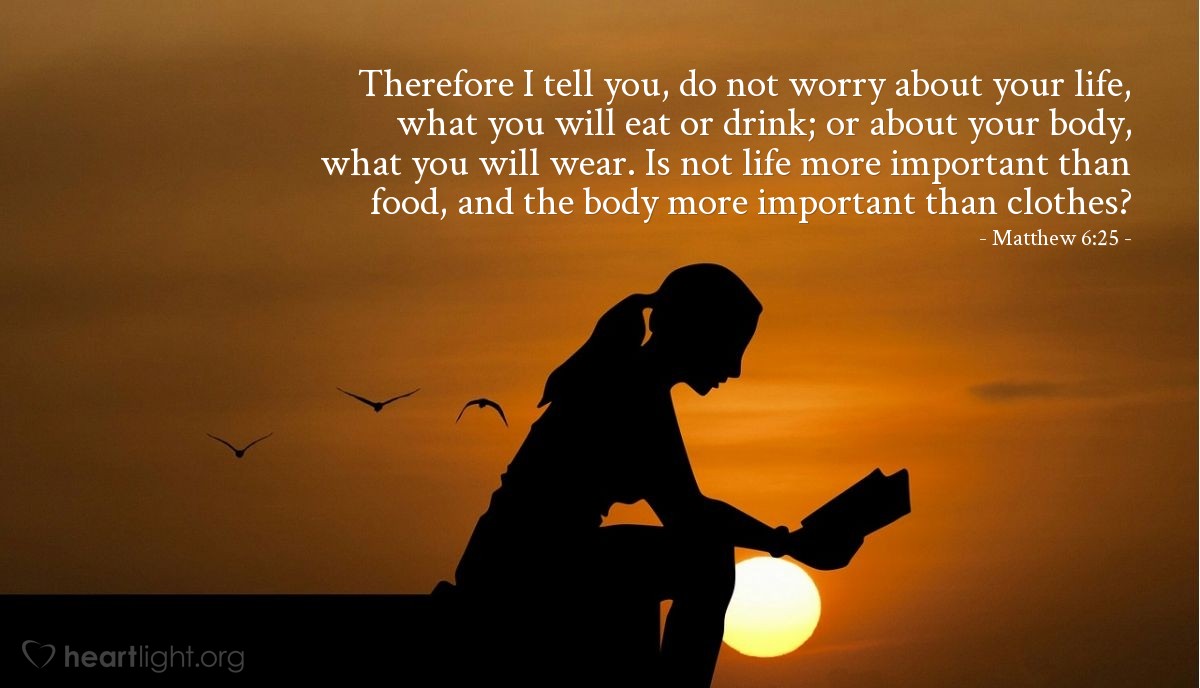 Therefore I tell you, do not worry about your life,
what you will eat or drink; or about your body,
what you will wear. Is not life more important than
food, and the body more important than clothes?
- Matthew 6:25 -
heartlight.org